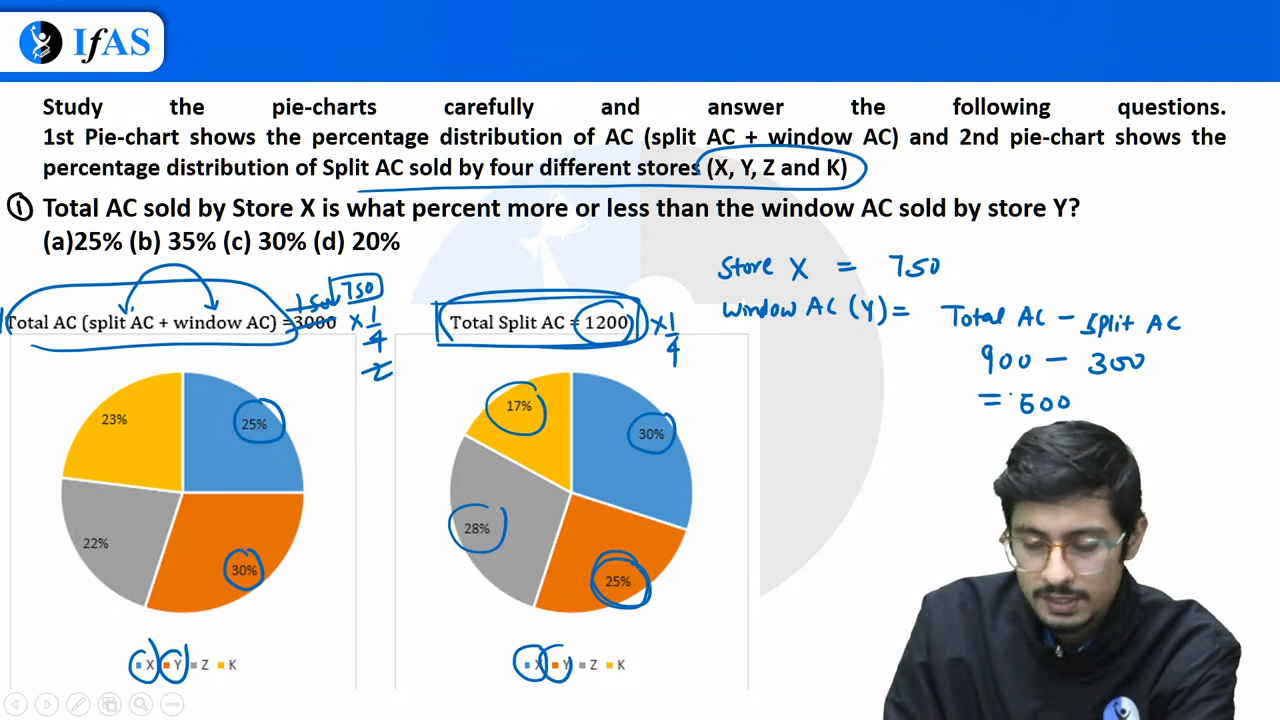 IfAS
Study the pie-charts carefully and answer the following questions.
1st Pie-chart shows the percentage distribution of AC (split AC + window AC) and 2nd pie-chart shows the
percentage distribution of Split AC sold by four different stores (X, Y, Z and K)
① Total AC sold by Store X is what percent more or less than the window AC sold by store Y?
(a)25% (b) 35% (c) 30% (d) 20%
Store X = 750
Window AC (Y) = Total AC - Split AC
900 - 300
= 600
150 750
Total AC (split AC + window AC) =3000 × 1/4
2
Total Split AC = 1200) × 1/4
23%
25%
22%
30%
X Y Z K
17%
30%
28%
25%
X Y Z K